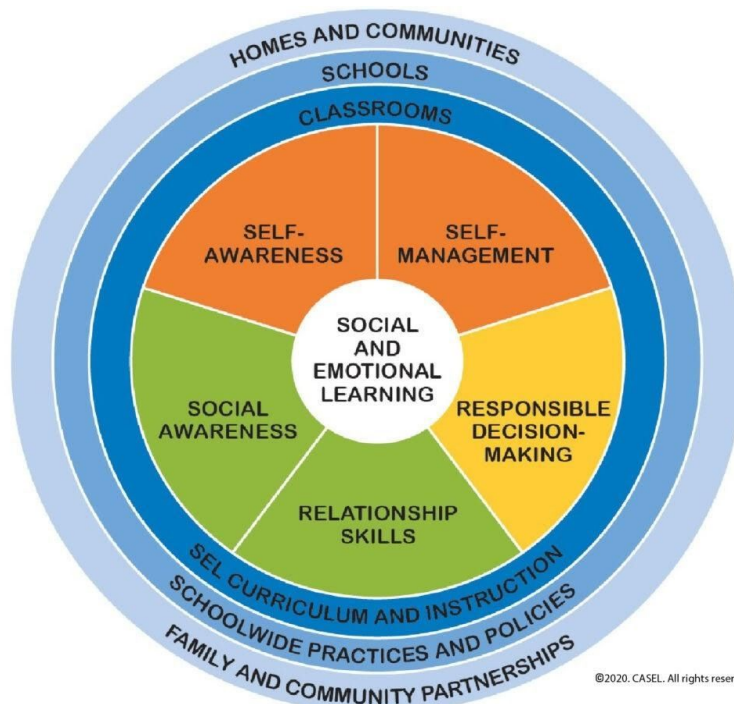 HOMES AND COMMUNITIES
SCHOOLS
CLASSROOMS
SELF-
AWARENESS
SELF-
MANAGEMENT
SOCIAL
AND
EMOTIONAL
LEARNING
SOCIAL
AWARENESS
RESPONSIBLE
DECISION-
MAKING
RELATIONSHIP
SKILLS
SEL CURRICULUM AND INSTRUCTION
SCHOOLWIDE PRACTICES AND POLICIES
FAMILY AND COMMUNITY PARTNERSHIPS
©2020. CASEL. All rights reser